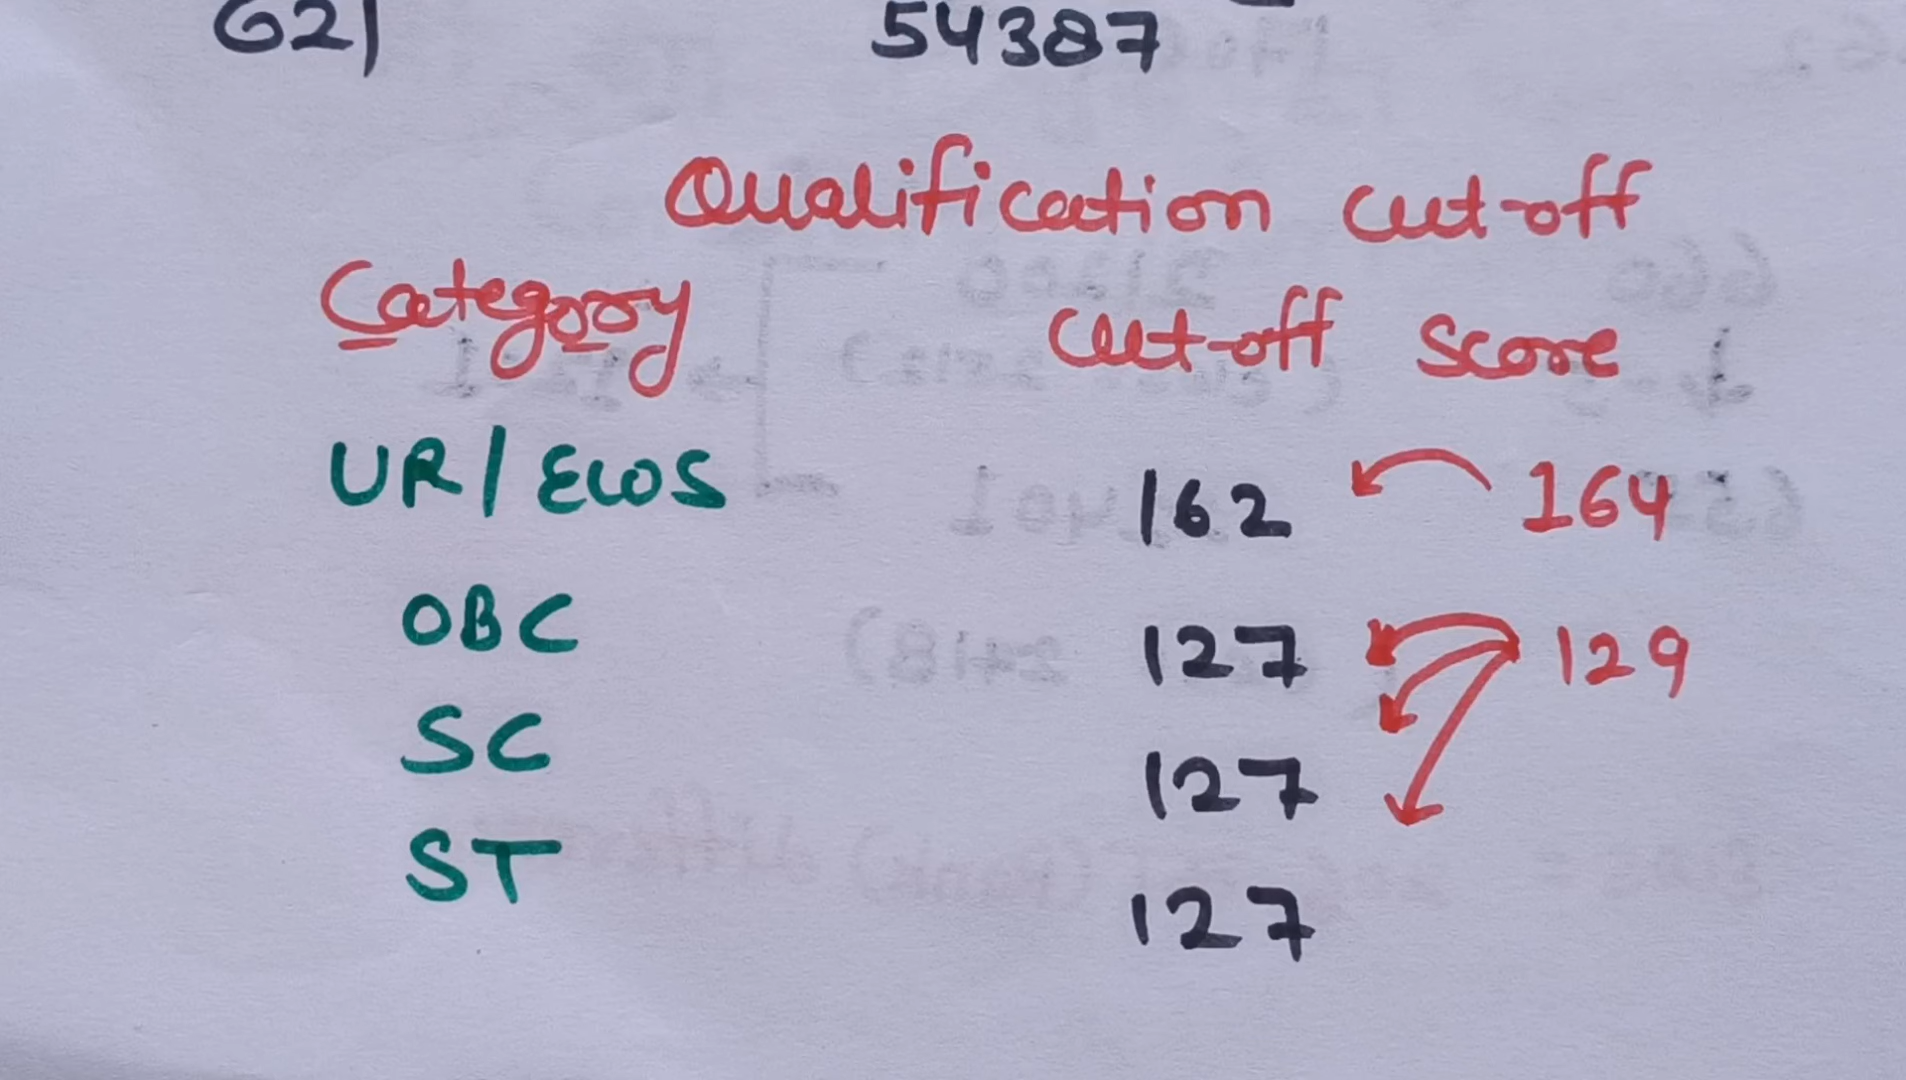 621 54387
Qualification cut-off
Category cut-off score
UR/EWS 162 164
OBC 127 129
SC 127
ST 127